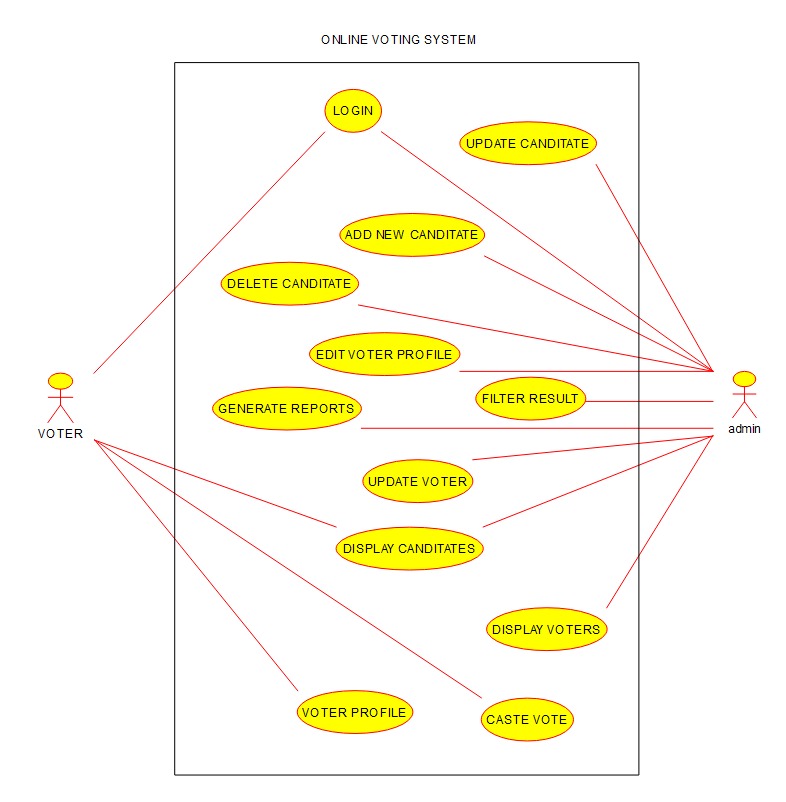 ONLINE VOTING SYSTEM
LOGIN
UPDATE CANDITATE
ADD NEW CANDITATE
DELETE CANDITATE
EDIT VOTER PROFILE
FILTER RESULT
GENERATE REPORTS
VOTER
admin
UPDATE VOTER
DISPLAY CANDITATES
DISPLAY VOTERS
VOTER PROFILE
CASTE VOTE